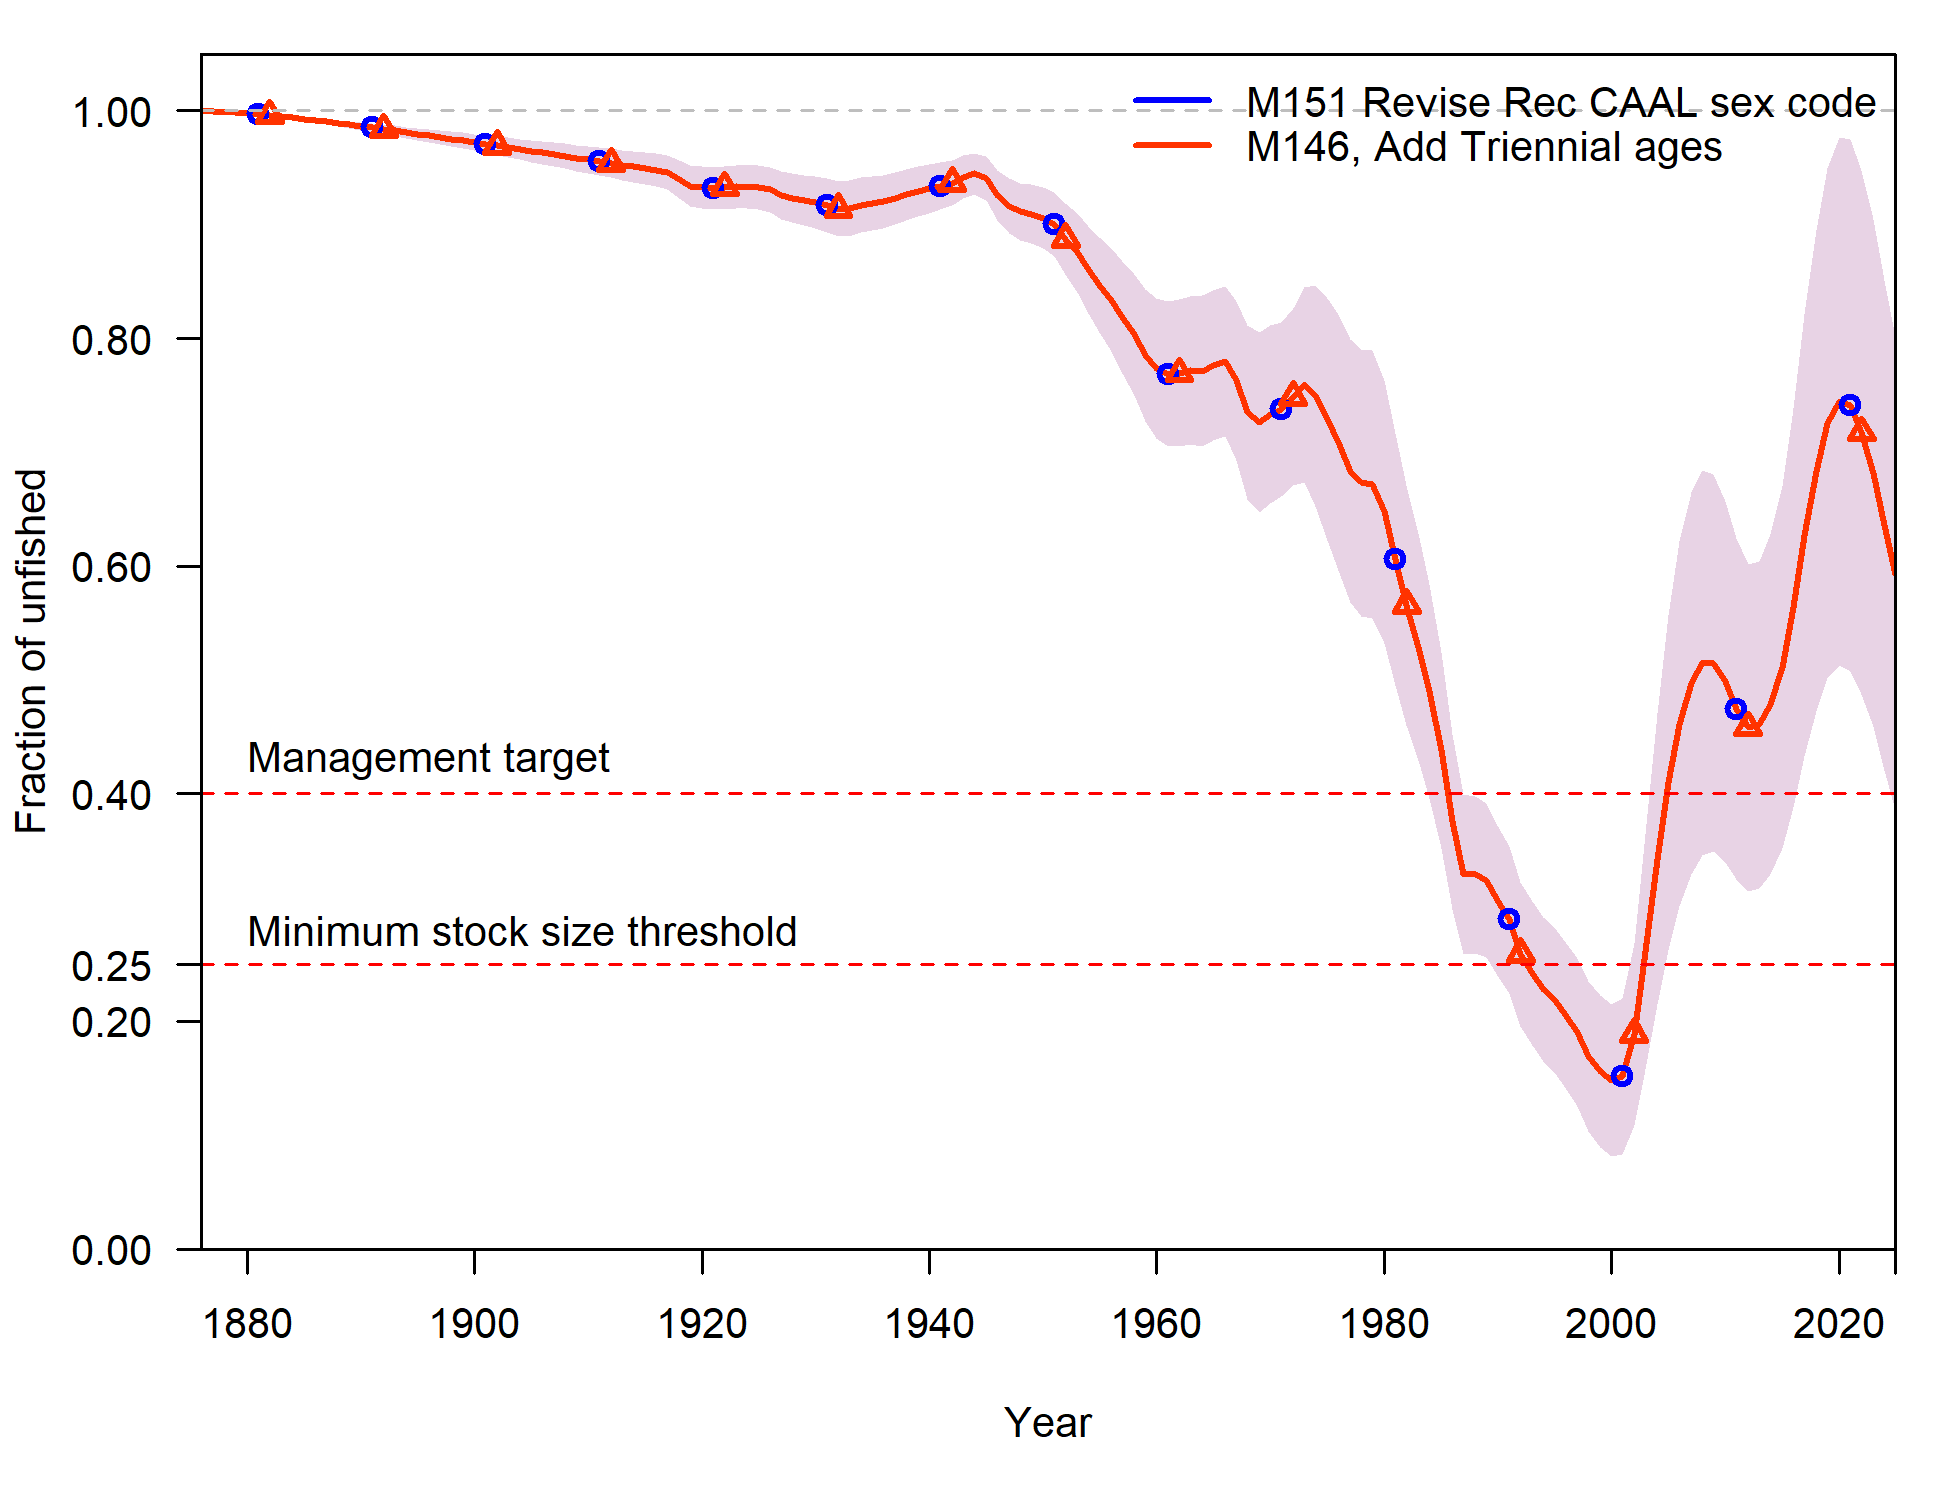 M151 Revise Rec CAAL sex code
M146, Add Triennial ages
1.00
0.80
0.60
0.40
0.25
0.20
0.00
Fraction of unfished
Management target
Minimum stock size threshold
1880 1900 1920 1940 1960 1980 2000 2020
Year